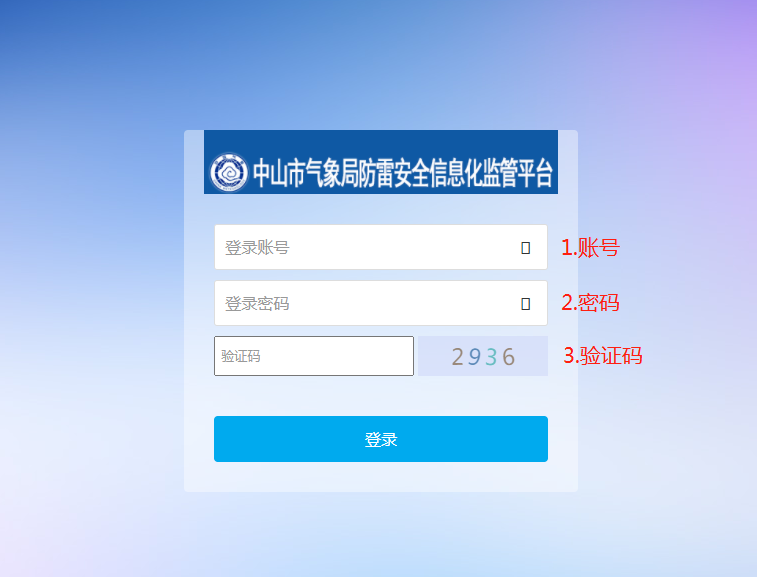 中山市气象局防雷安全信息化监管平台
登录账号 1.账号
登录密码 2.密码
验证码 2936 3.验证码
登录